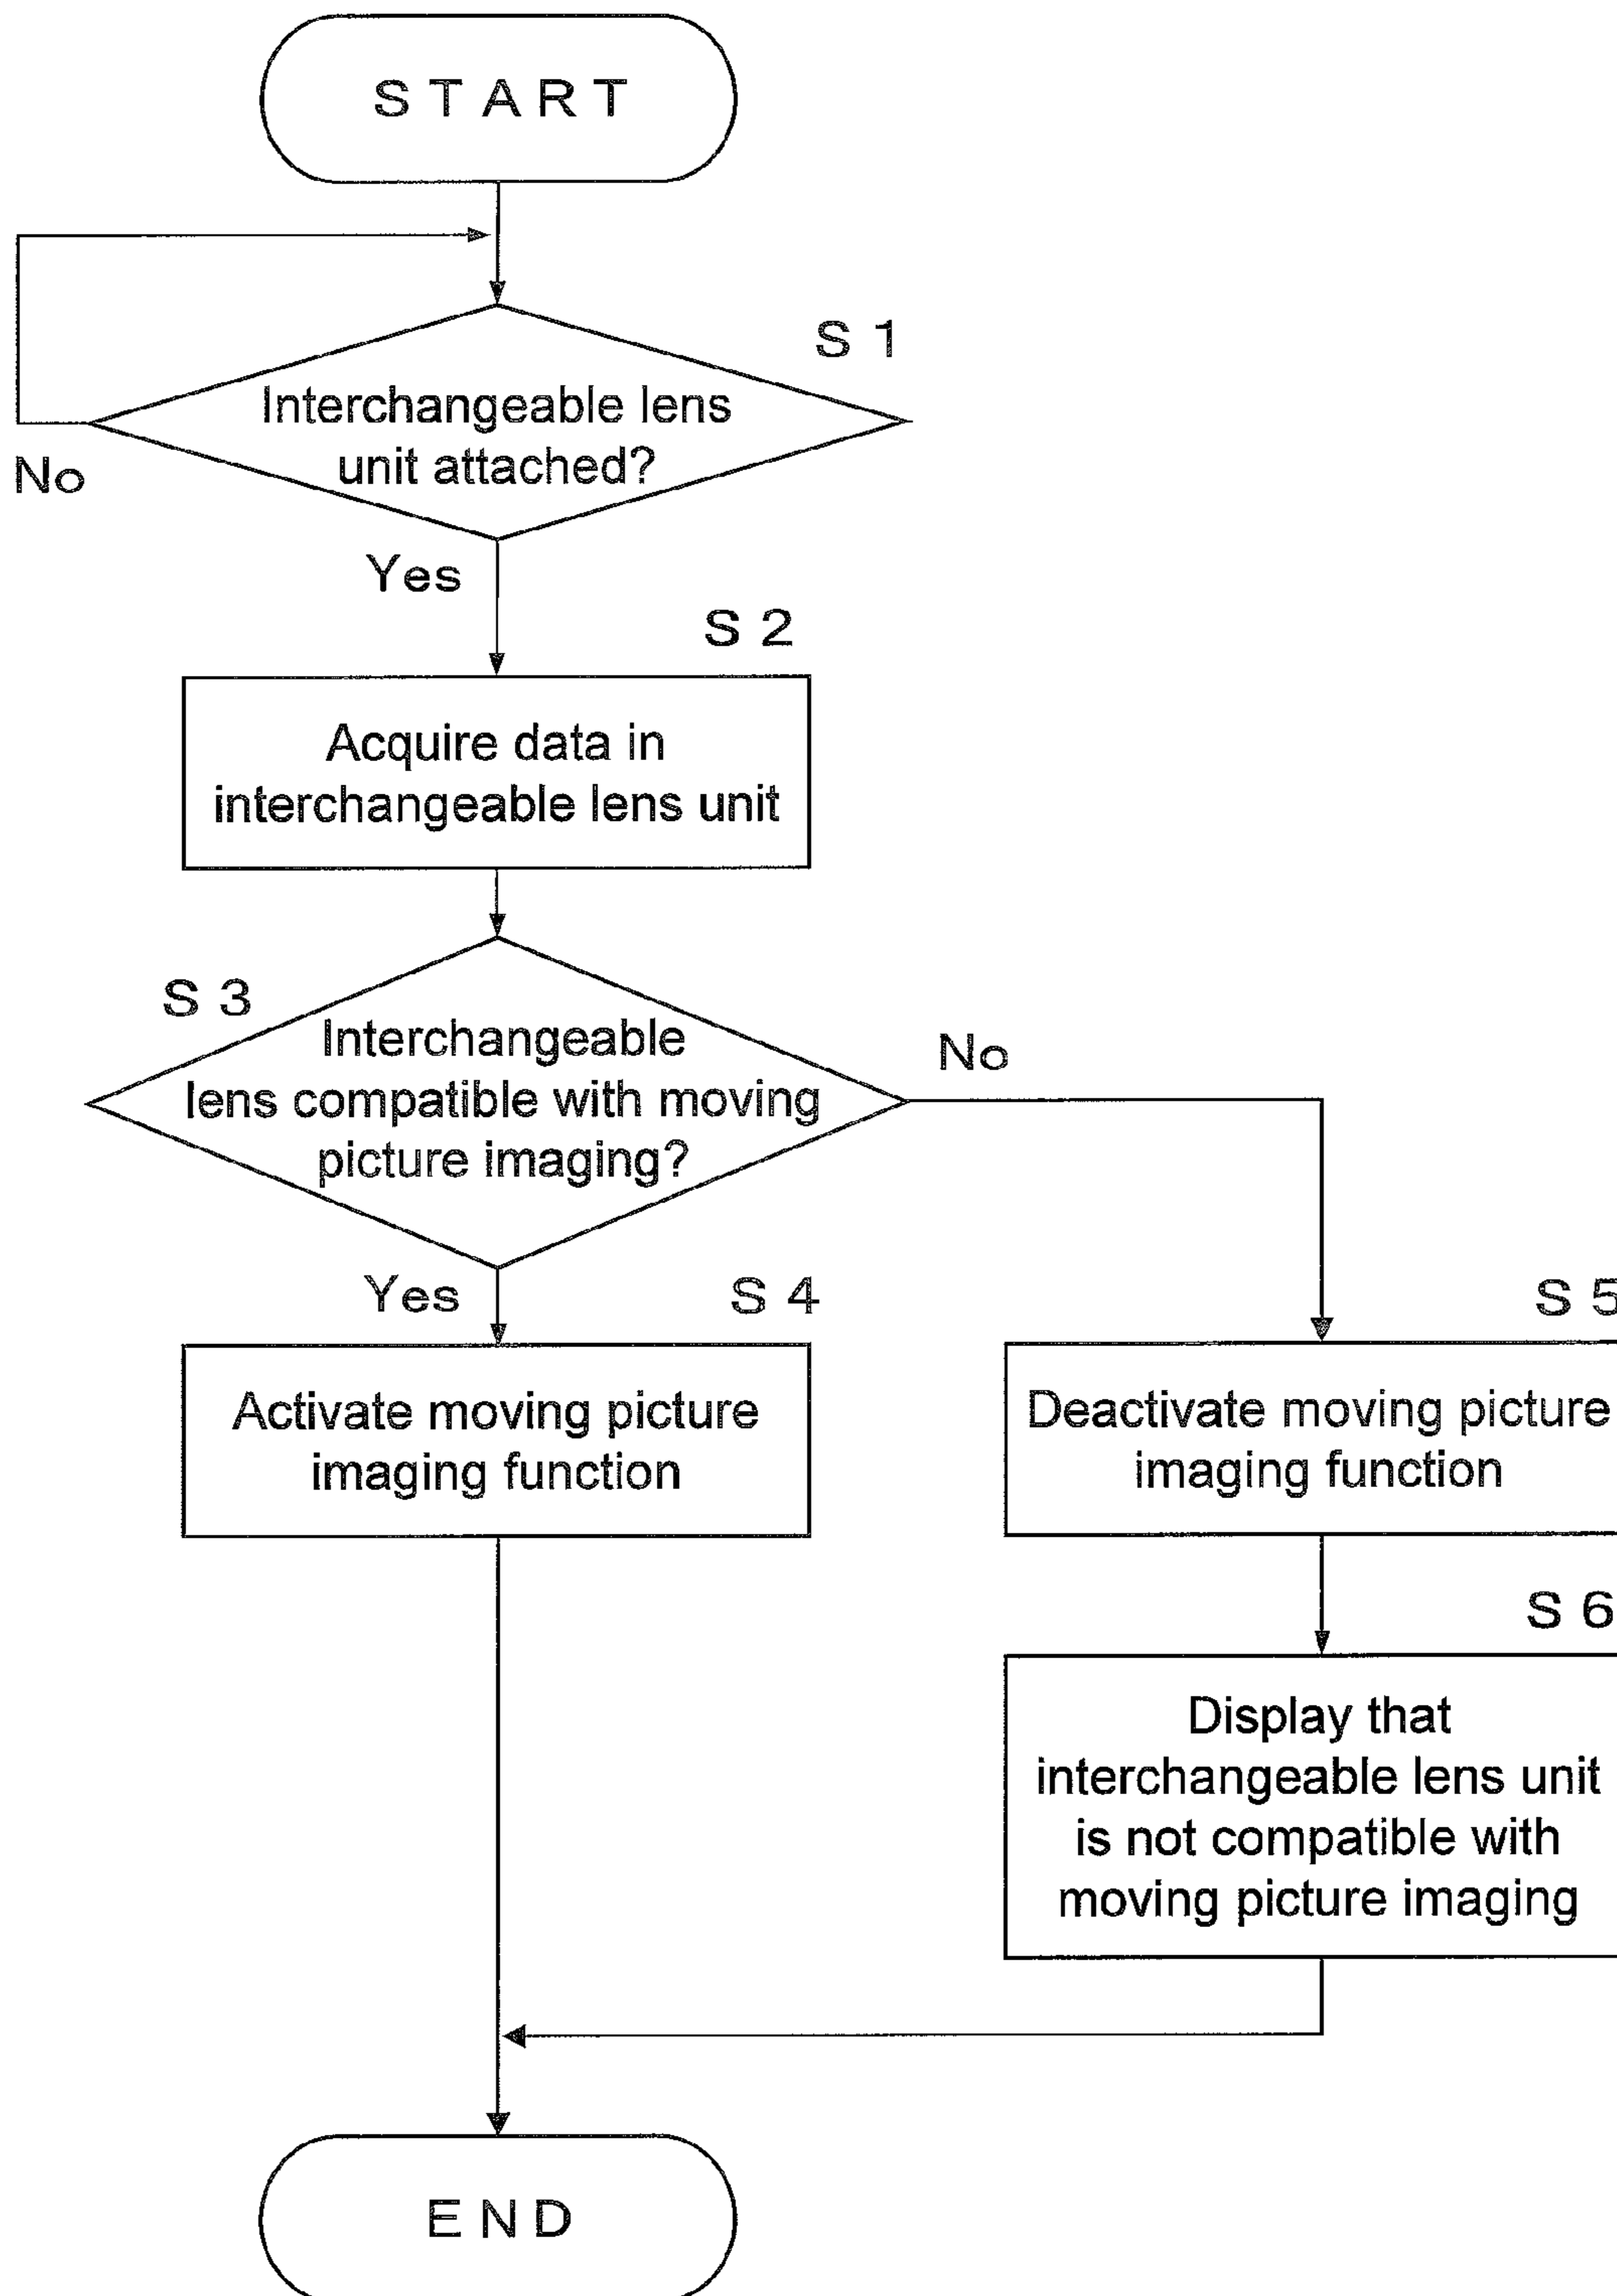 START
S 1
Interchangeable lens
unit attached?
No
Yes
S 2
Acquire data in
interchangeable lens unit
S 3
Interchangeable
lens compatible with moving
picture imaging?
No
Yes
S 4
Activate moving picture
imaging function
S 5
Deactivate moving picture
imaging function
S 6
Display that
interchangeable lens unit
is not compatible with
moving picture imaging
END